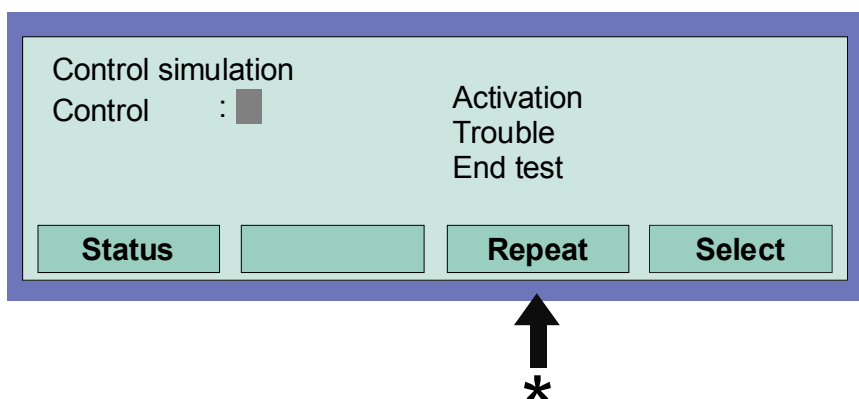 Control simulation
Control :
Activation
Trouble
End test
Status
Repeat
Select
*